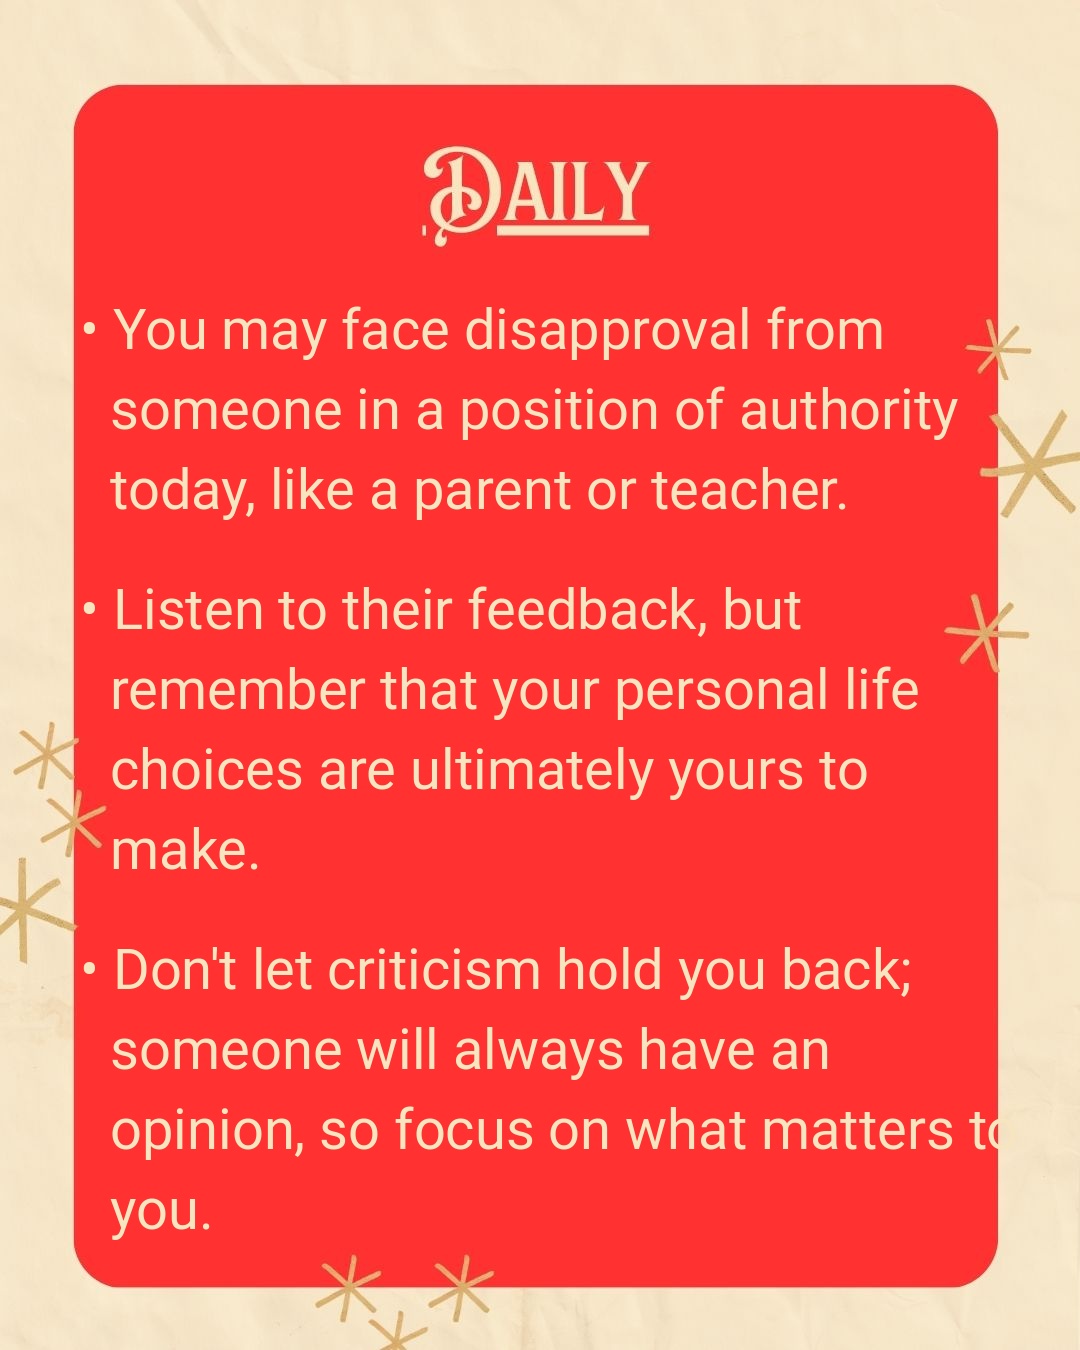 Daily
• You may face disapproval from
someone in a position of authority
today, like a parent or teacher.
• Listen to their feedback, but
remember that your personal life
choices are ultimately yours to
make.
• Don't let criticism hold you back;
someone will always have an
opinion, so focus on what matters to
you.